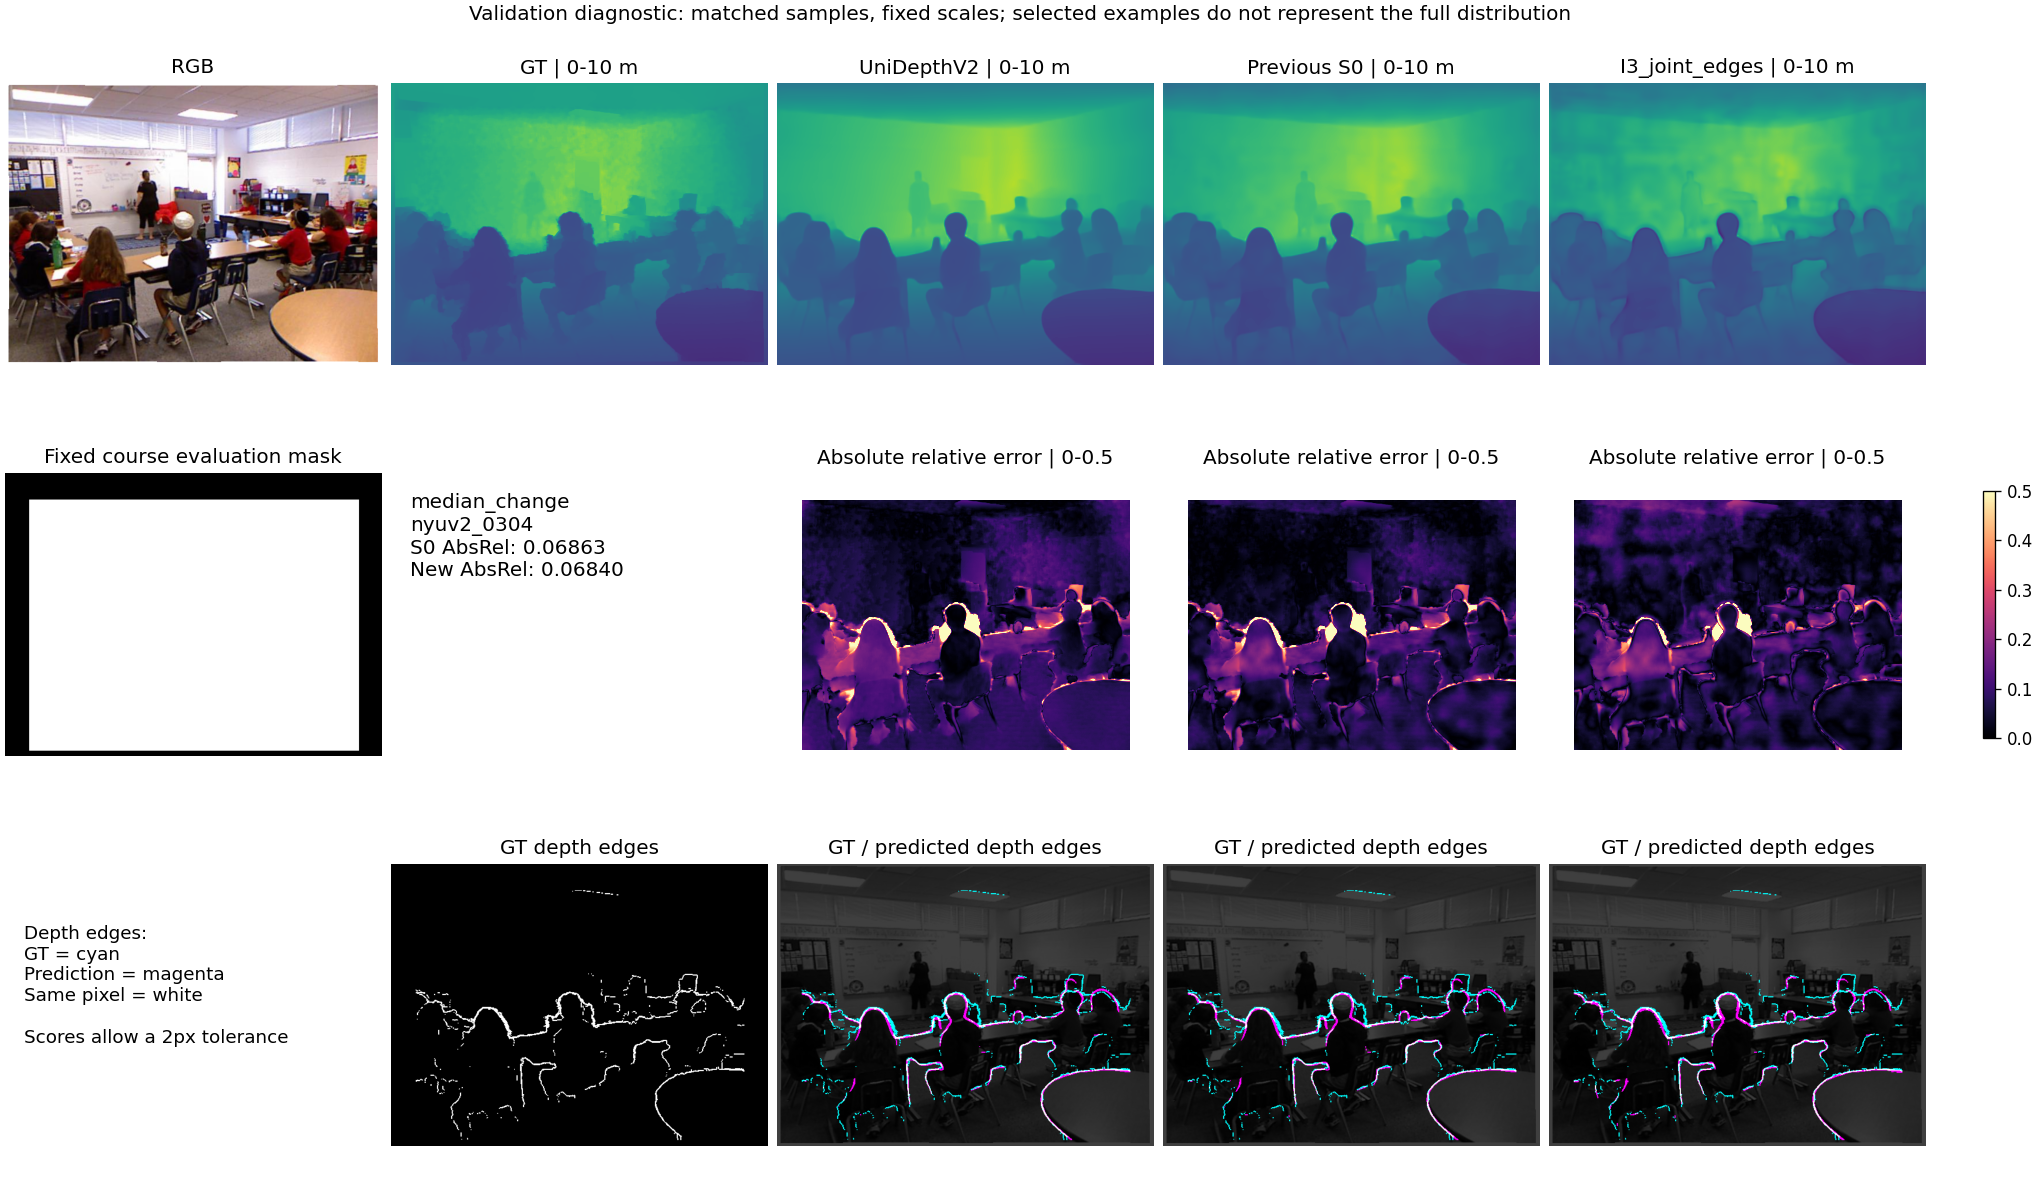 Validation diagnostic: matched samples, fixed scales; selected examples do not represent the full distribution
RGB
GT | 0-10 m
UniDepthV2 | 0-10 m
Previous S0 | 0-10 m
I3_joint_edges | 0-10 m
Fixed course evaluation mask
median_change
nyuv2_0304
S0 AbsRel: 0.06863
New AbsRel: 0.06840
Absolute relative error | 0-0.5
Absolute relative error | 0-0.5
Absolute relative error | 0-0.5
0.5
0.4
0.3
0.2
0.1
0.0
Depth edges:
GT = cyan
Prediction = magenta
Same pixel = white
Scores allow a 2px tolerance
GT depth edges
GT / predicted depth edges
GT / predicted depth edges
GT / predicted depth edges